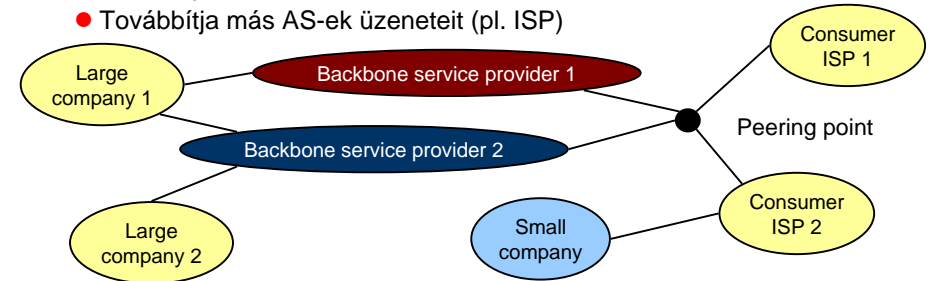 ● Továbbítja más AS-ek üzeneteit (pl. ISP)
Large
company 1
Backbone service provider 1
Consumer
ISP 1
Peering point
Backbone service provider 2
Large
company 2
Small
company
Consumer
ISP 2